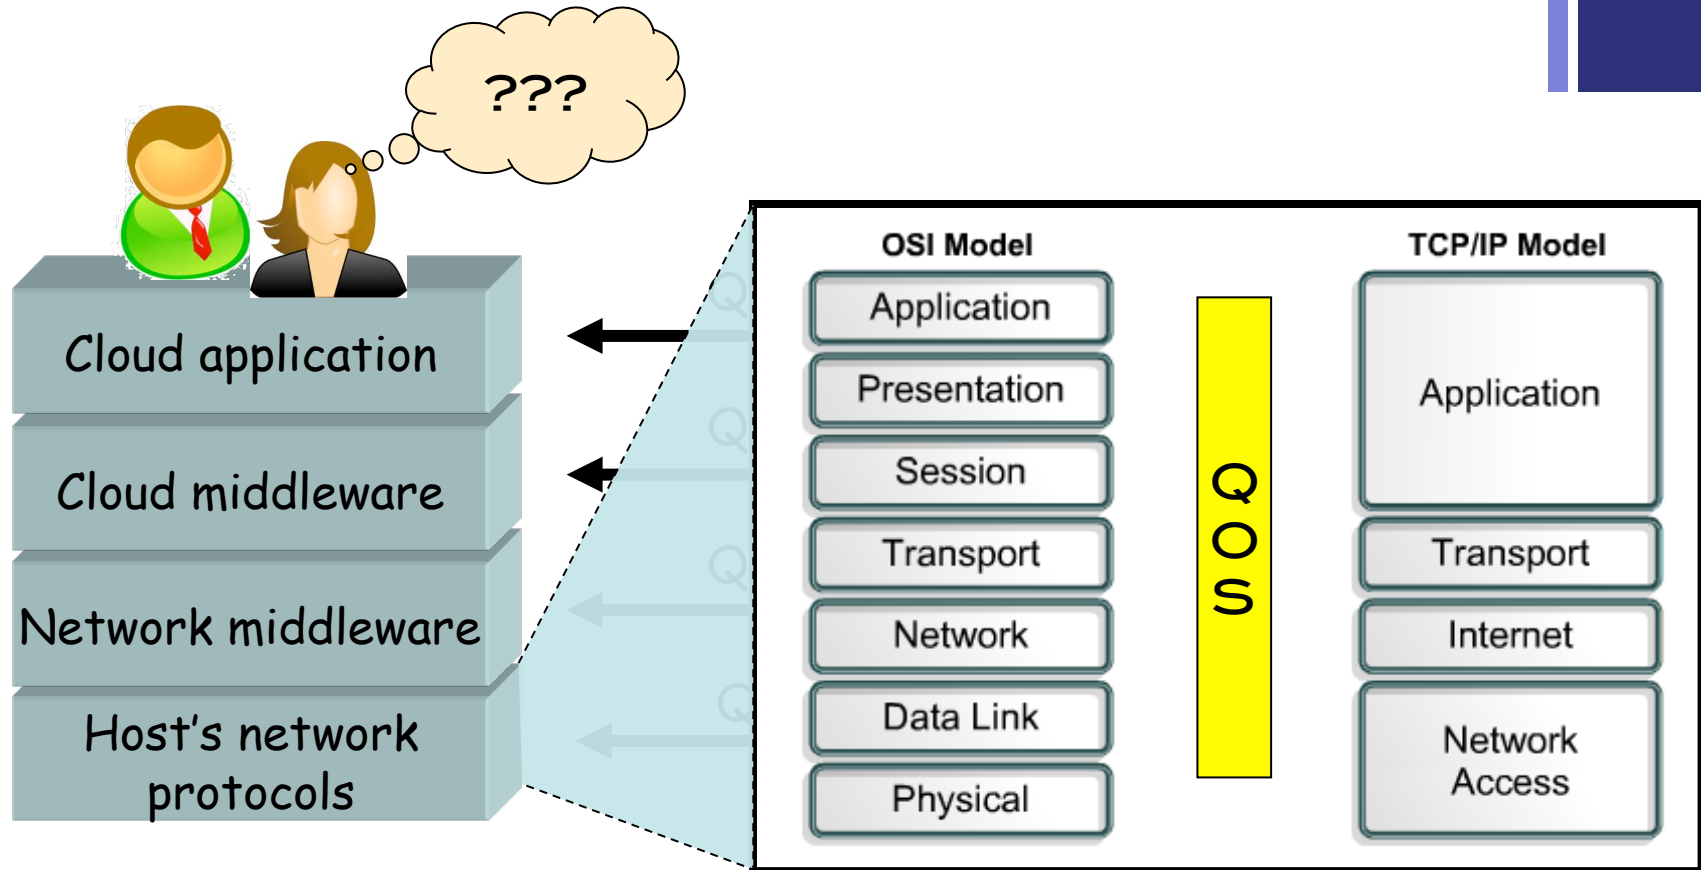 ???
Cloud application
Cloud middleware
Network middleware
Host's network
protocols
Q
Q
Q
Q
OSI Model
Application
Presentation
Session
Transport
Network
Data Link
Physical
Q
O
S
TCP/IP Model
Application
Transport
Internet
Network
Access